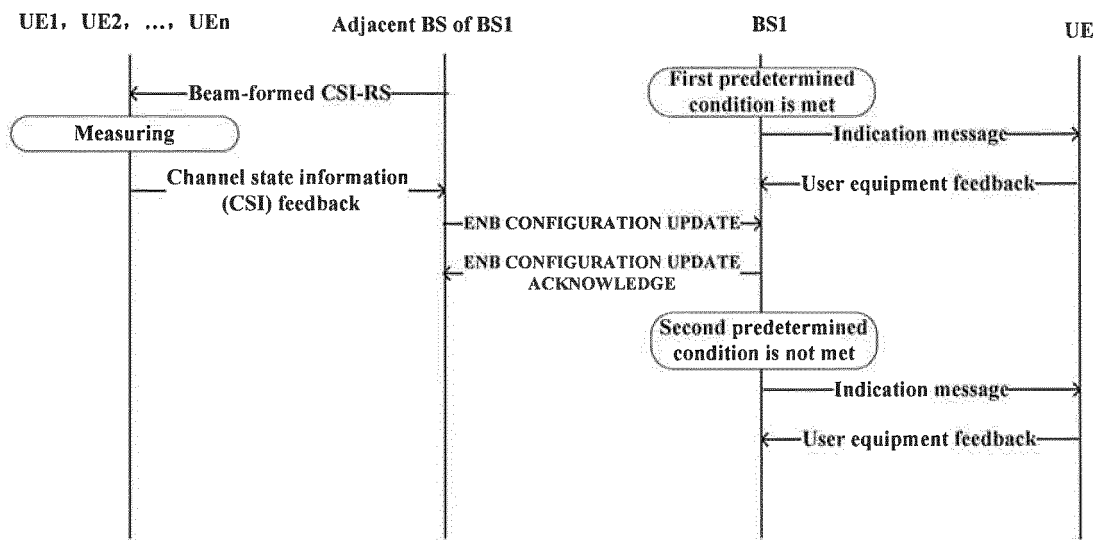 UE1, UE2, ..., UEn
Adjacent BS of BS1
BS1
UE
Beam-formed CSI-RS
First predetermined
condition is met
Measuring
Indication message
Channel state information
(CSI) feedback
User equipment feedback
ENB CONFIGURATION UPDATE
ENB CONFIGURATION UPDATE
ACKNOWLEDGE
Second predetermined
condition is not met
Indication message
User equipment feedback